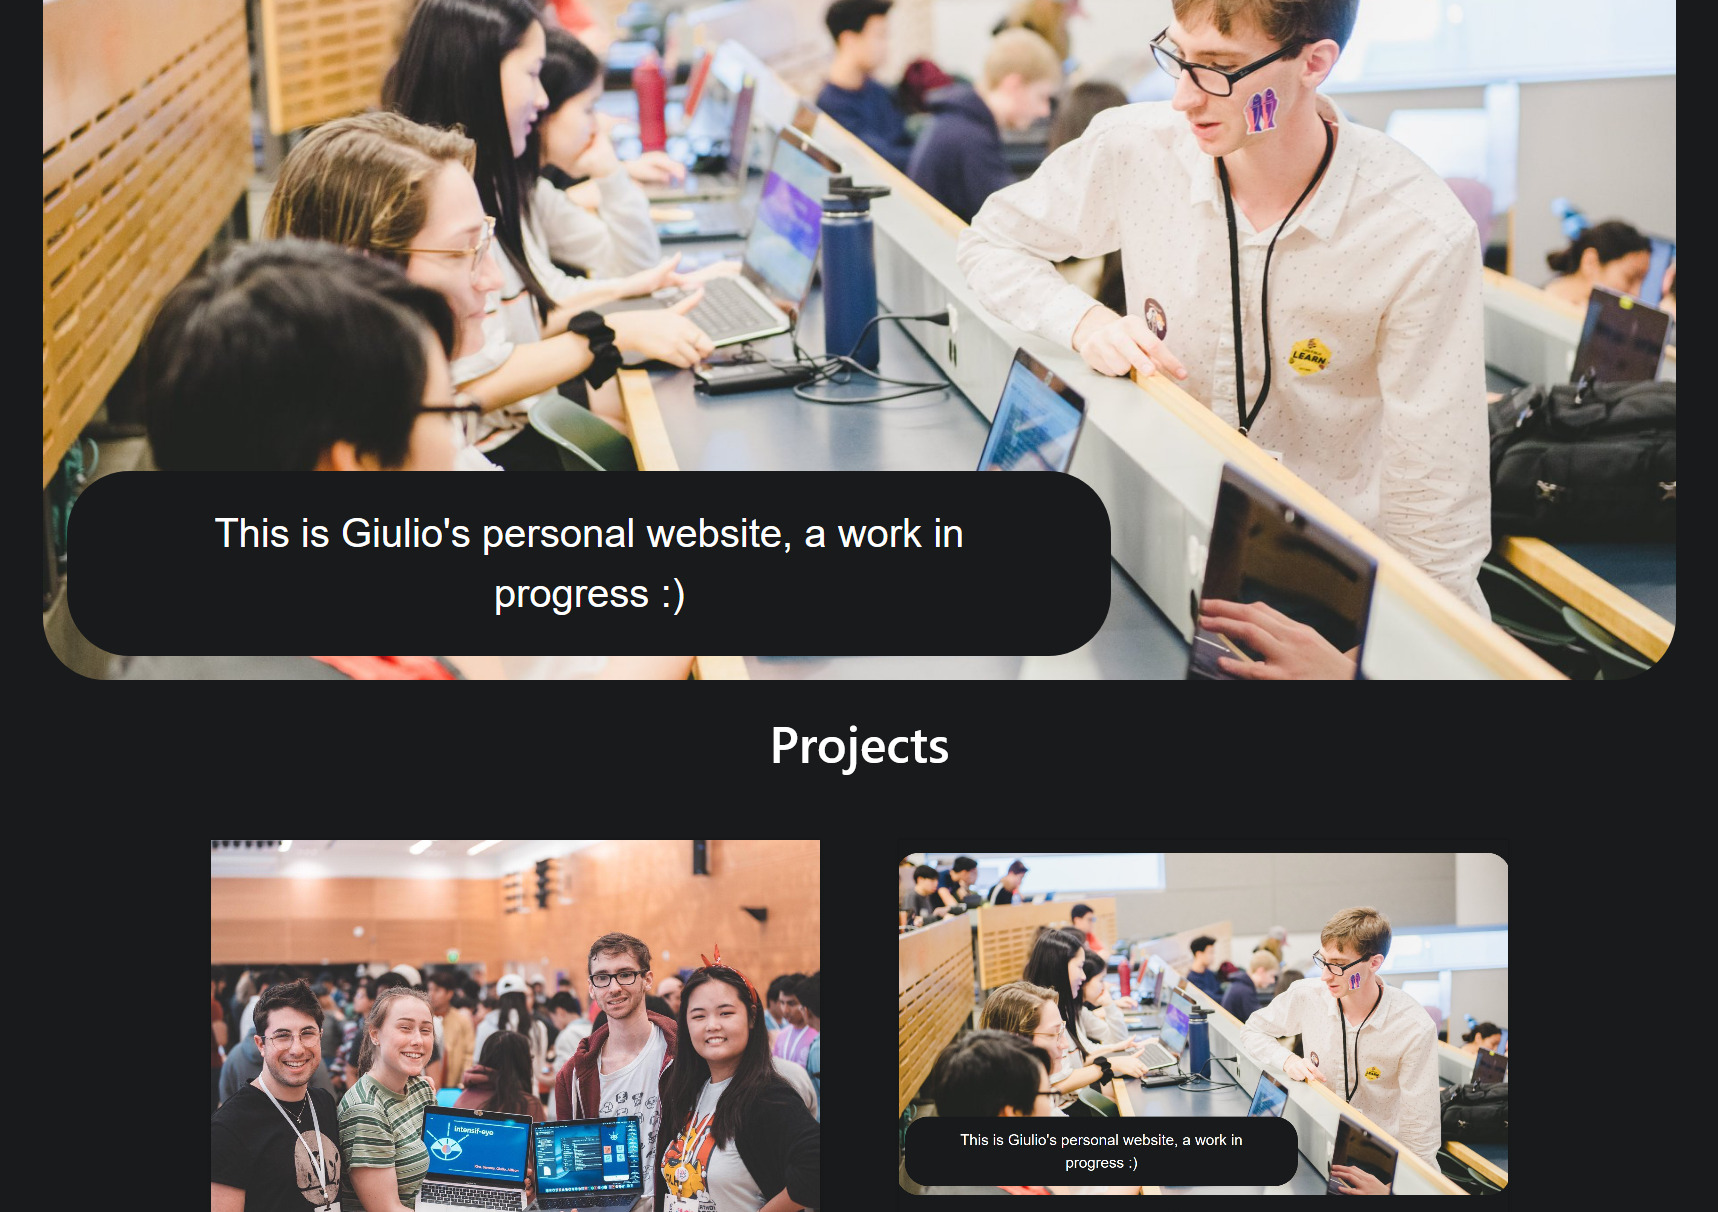 LEARN
This is Giulio's personal website, a work in
progress :)
Projects
Intensif-eye
This is Giulio's personal website, a work in
progress :)